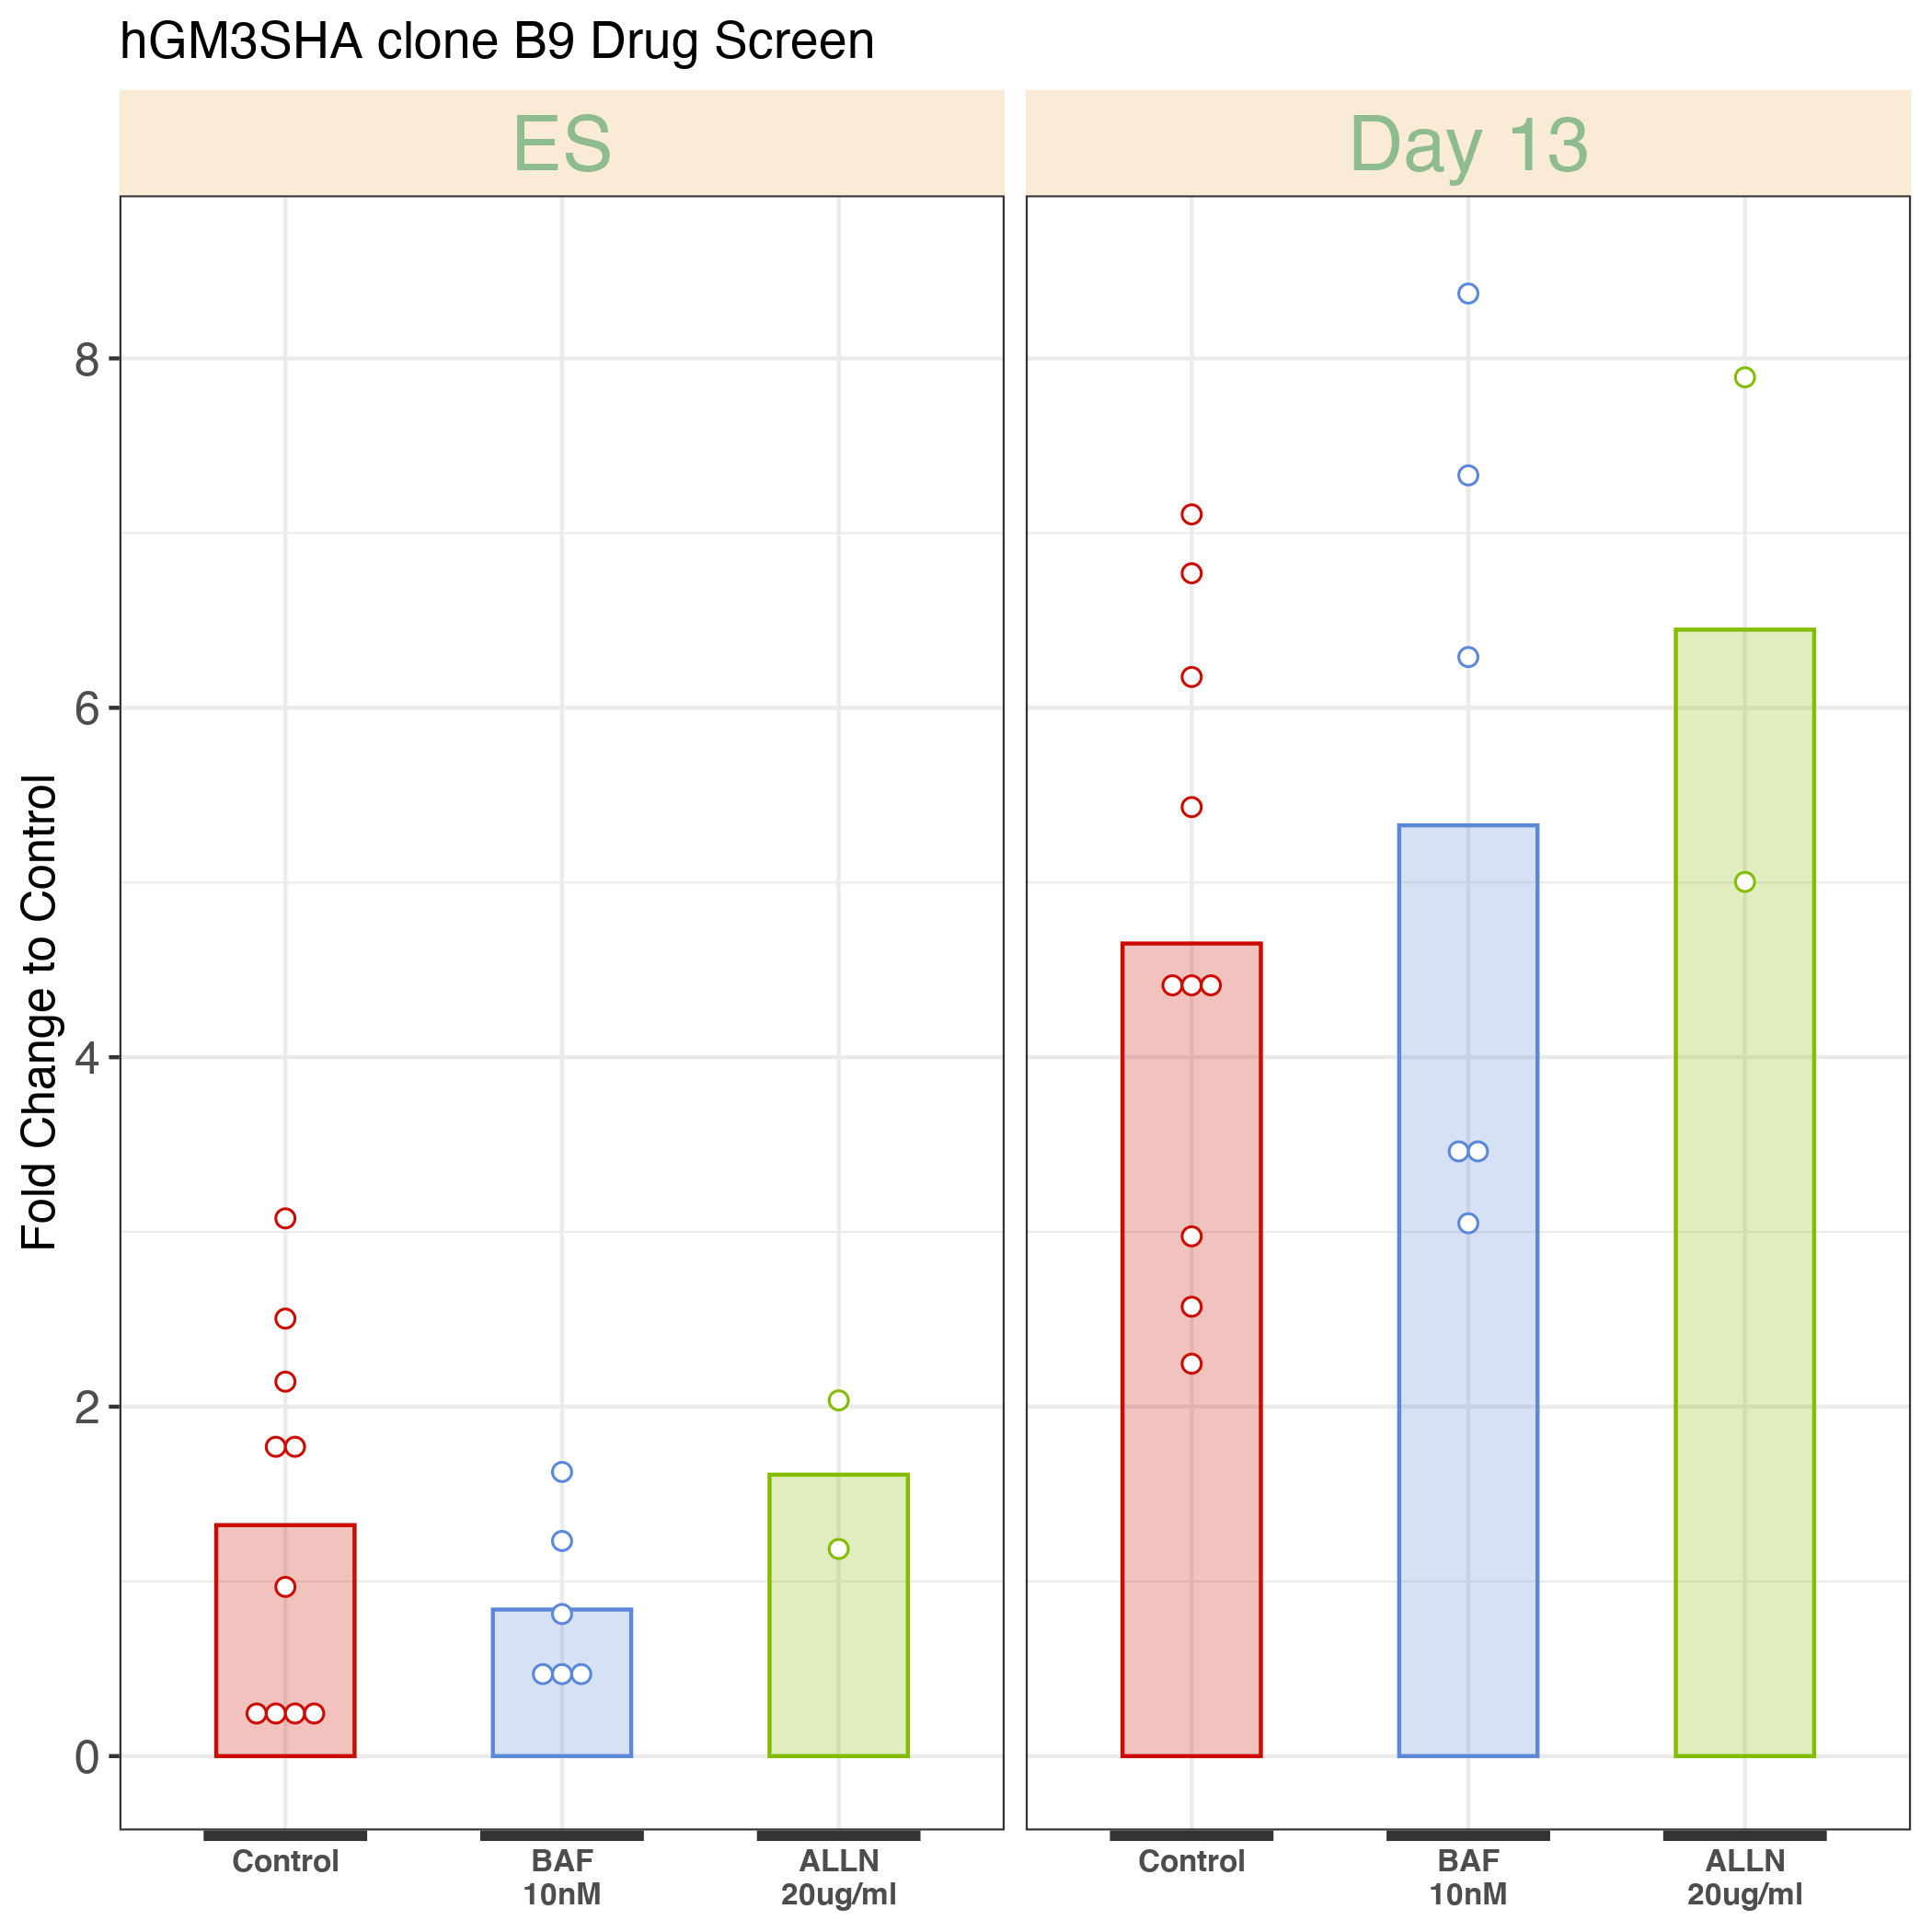 hGM3SHA clone B9 Drug Screen
ES
Day 13
Fold Change to Control
8
6
4
2
0
Control
BAF
10nM
ALLN
20ug/ml
Control
BAF
10nM
ALLN
20ug/ml